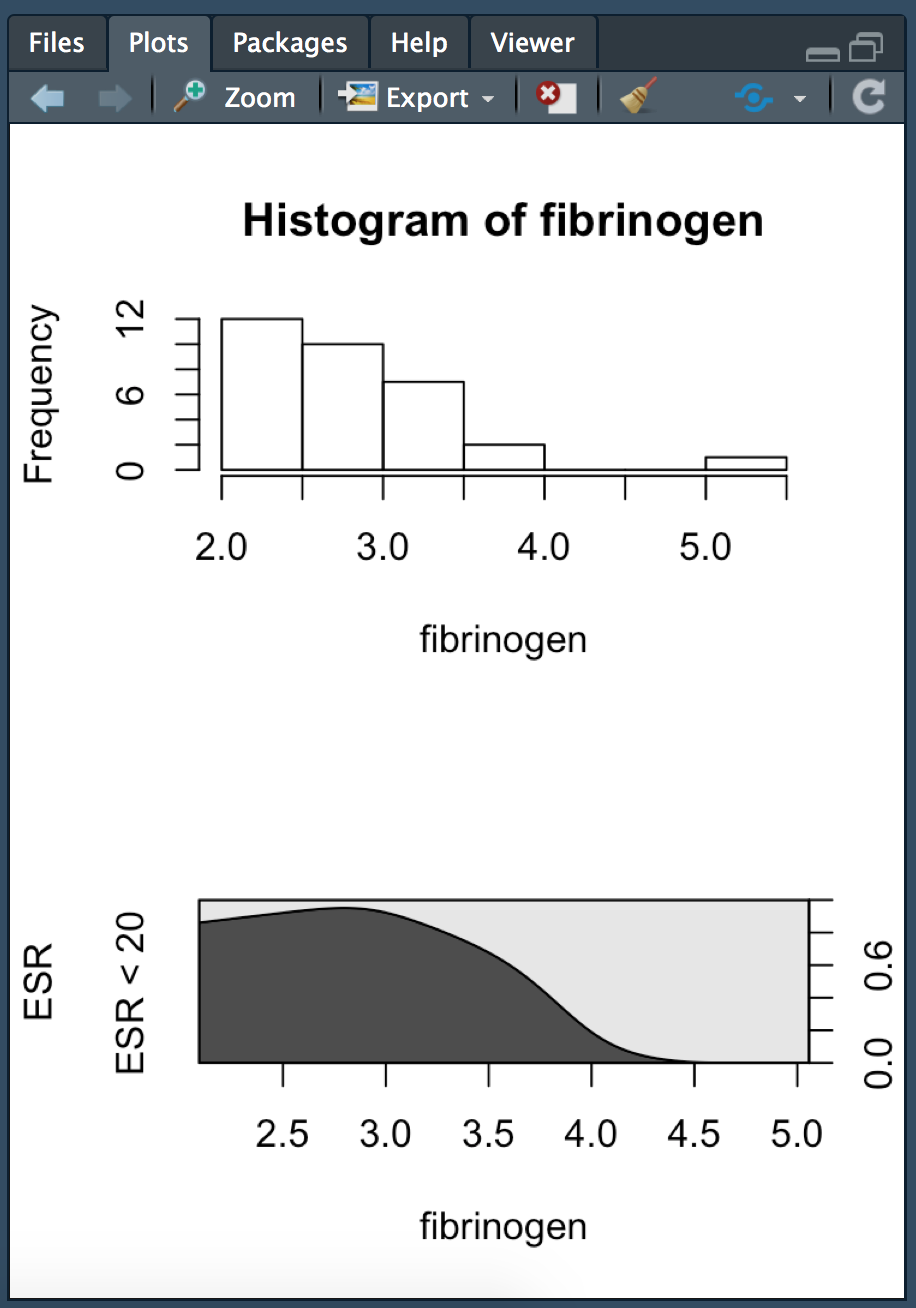 Files Plots Packages Help Viewer
Zoom Export
Histogram of fibrinogen
Frequency
0 6 12
2.0 3.0 4.0 5.0
fibrinogen
ESR
ESR < 20
0.0 0.6
2.5 3.0 3.5 4.0 4.5 5.0
fibrinogen